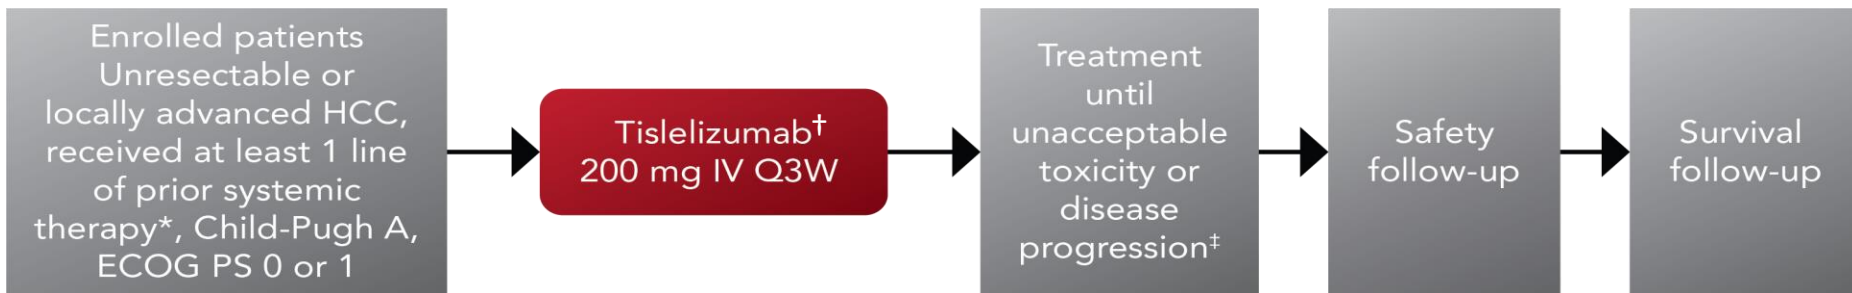 Enrolled patients
Unresectable or
locally advanced HCC,
received at least 1 line
of prior systemic
therapy*, Child-Pugh A,
ECOG PS 0 or 1
Tislelizumab†
200 mg IV Q3W
Treatment
until
unacceptable
toxicity or
disease
progression‡
Safety
follow-up
Survival
follow-up